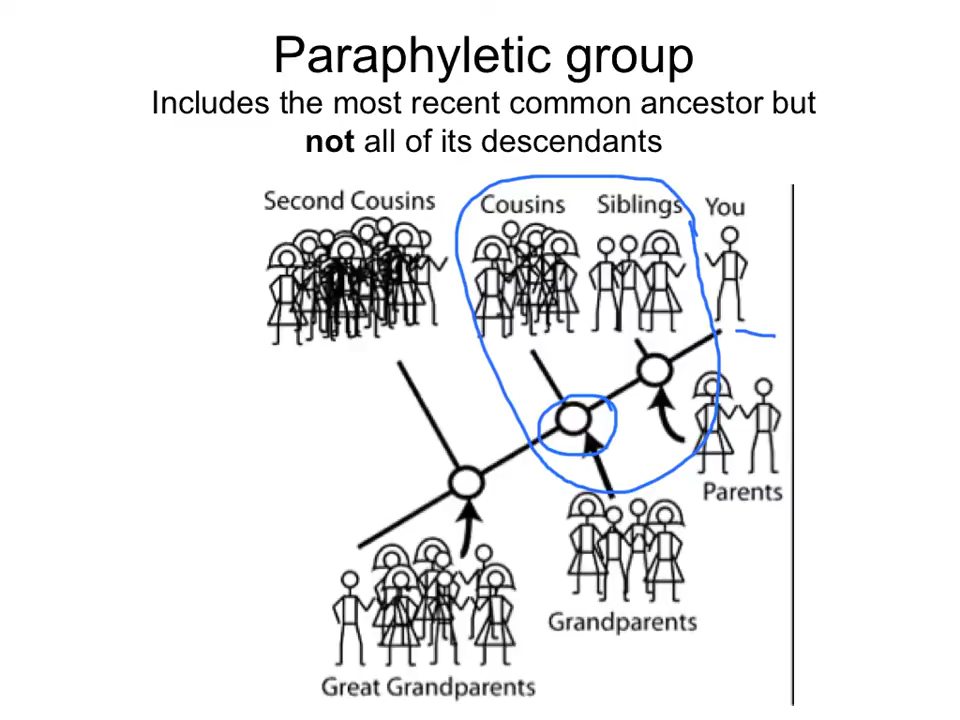 Paraphyletic group
Includes the most recent common ancestor but
not all of its descendants
Second Cousins
Cousins
Siblings
You
Parents
Grandparents
Great Grandparents